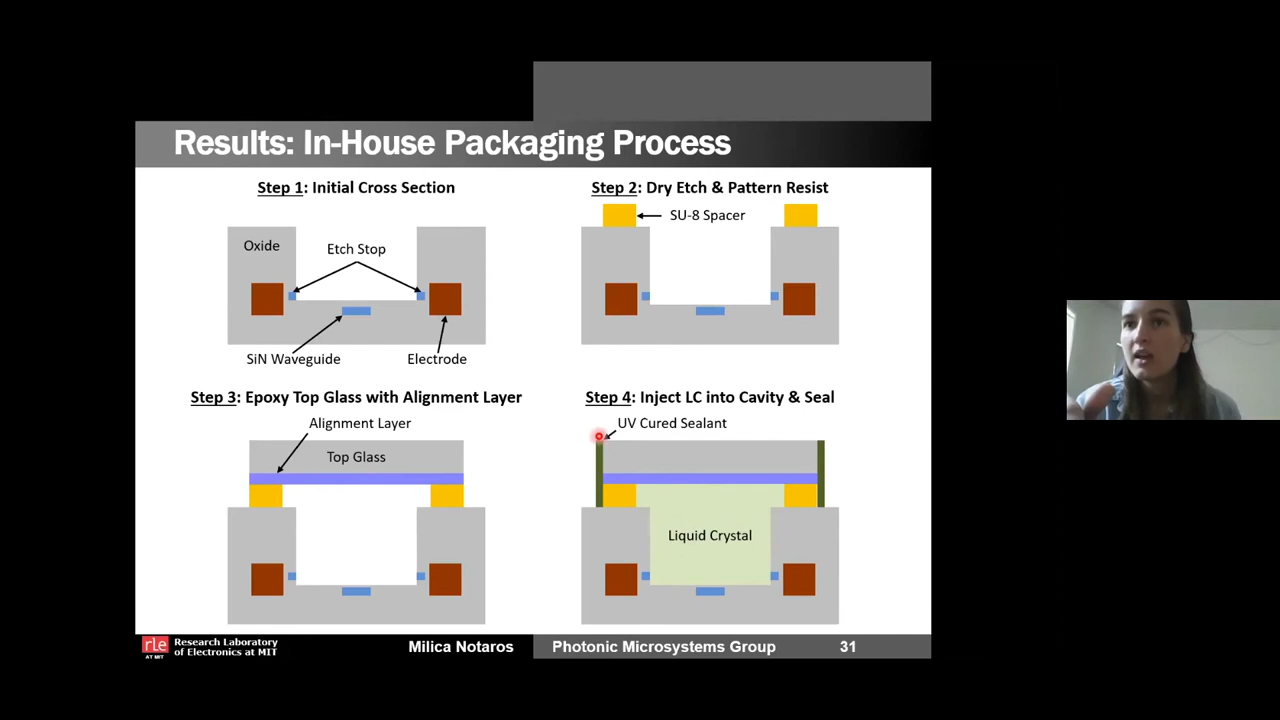 Results: In-House Packaging Process
Step 1: Initial Cross Section
Oxide
Etch Stop
SiN Waveguide
Electrode
Step 2: Dry Etch & Pattern Resist
SU-8 Spacer
Step 3: Epoxy Top Glass with Alignment Layer
Alignment Layer
Top Glass
Step 4: Inject LC into Cavity & Seal
UV Cured Sealant
Liquid Crystal
rle
AT MIT
Research Laboratory
of Electronics at MIT
Milica Notaros
Photonic Microsystems Group
31